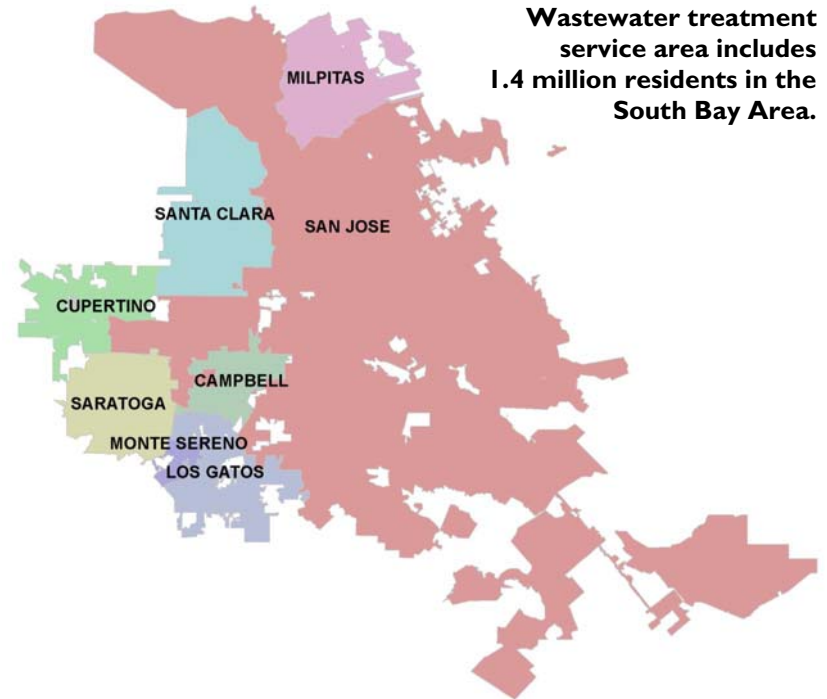 Wastewater treatment
service area includes
1.4 million residents in the
South Bay Area.
MILPITAS
SANTA CLARA
SAN JOSE
CUPERTINO
CAMPBELL
SARATOGA
MONTE SERENO
LOS GATOS